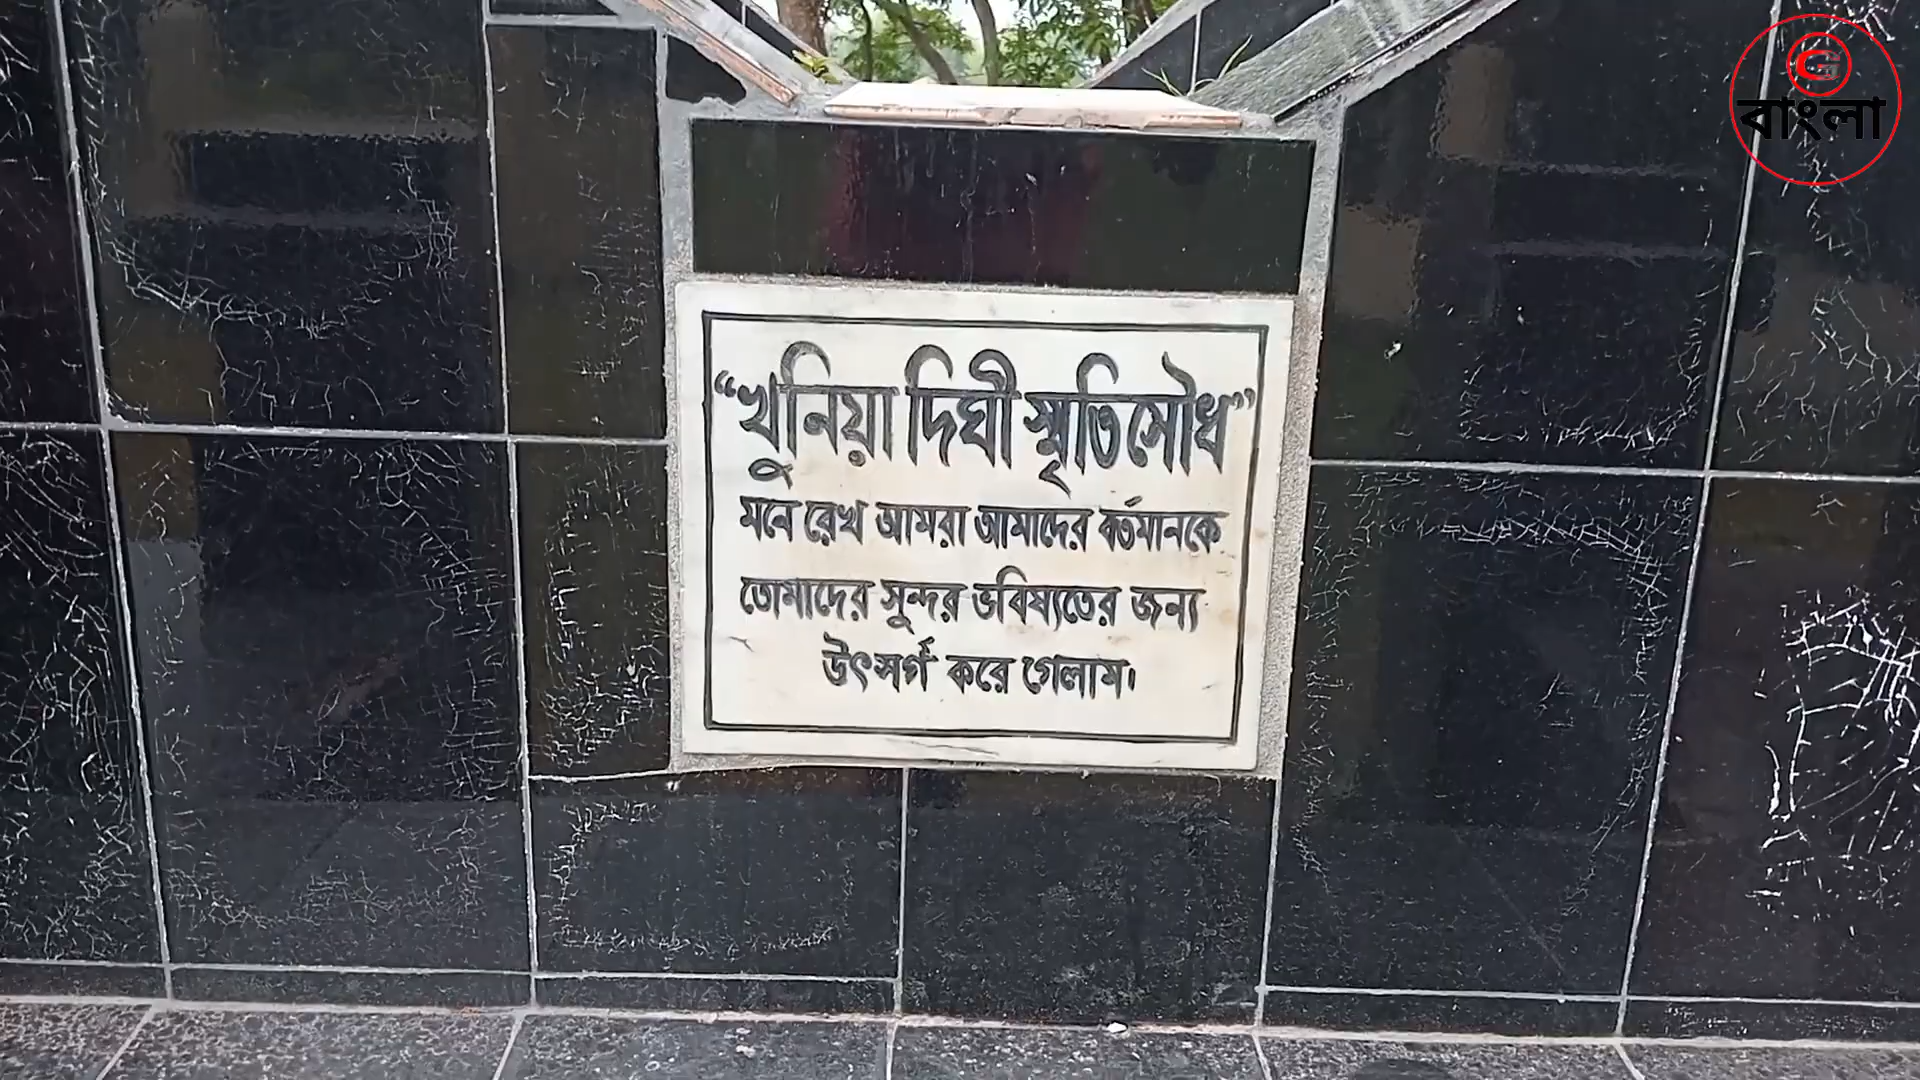 বাংলা
“খুনিয়া দিঘী স্মৃতিসৌধ”
মনে রেখ আমরা আমাদের বর্তমানকে
তোমাদের সুন্দর ভবিষ্যতের জন্য
উৎসর্গ করে গেলাম।